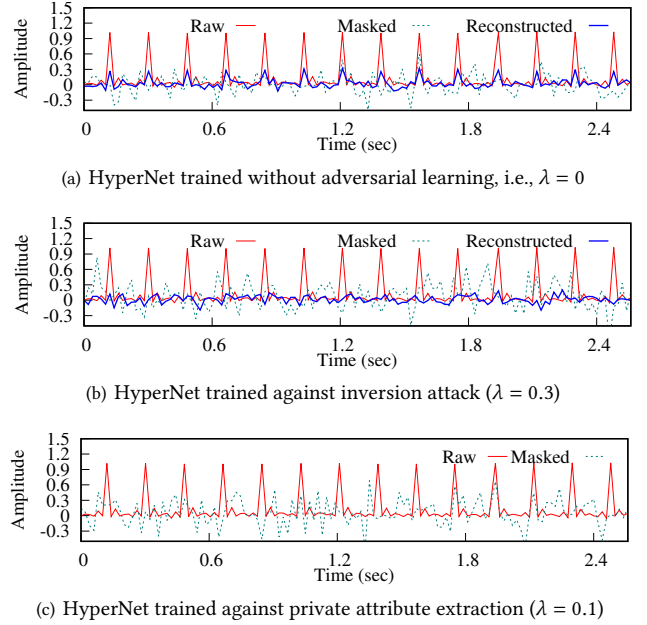 1.5
1.2
0.9
0.6
0.3
0
-0.3
Amplitude
Raw Masked Reconstructed
0 0.6 1.2 1.8 2.4
Time (sec)
(a) HyperNet trained without adversarial learning, i.e., λ = 0
1.5
1.2
0.9
0.6
0.3
0
-0.3
Amplitude
Raw Masked Reconstructed
0 0.6 1.2 1.8 2.4
Time (sec)
(b) HyperNet trained against inversion attack (λ = 0.3)
1.5
1.2
0.9
0.6
0.3
0
-0.3
Amplitude
Raw Masked
0 0.6 1.2 1.8 2.4
Time (sec)
(c) HyperNet trained against private attribute extraction (λ = 0.1)